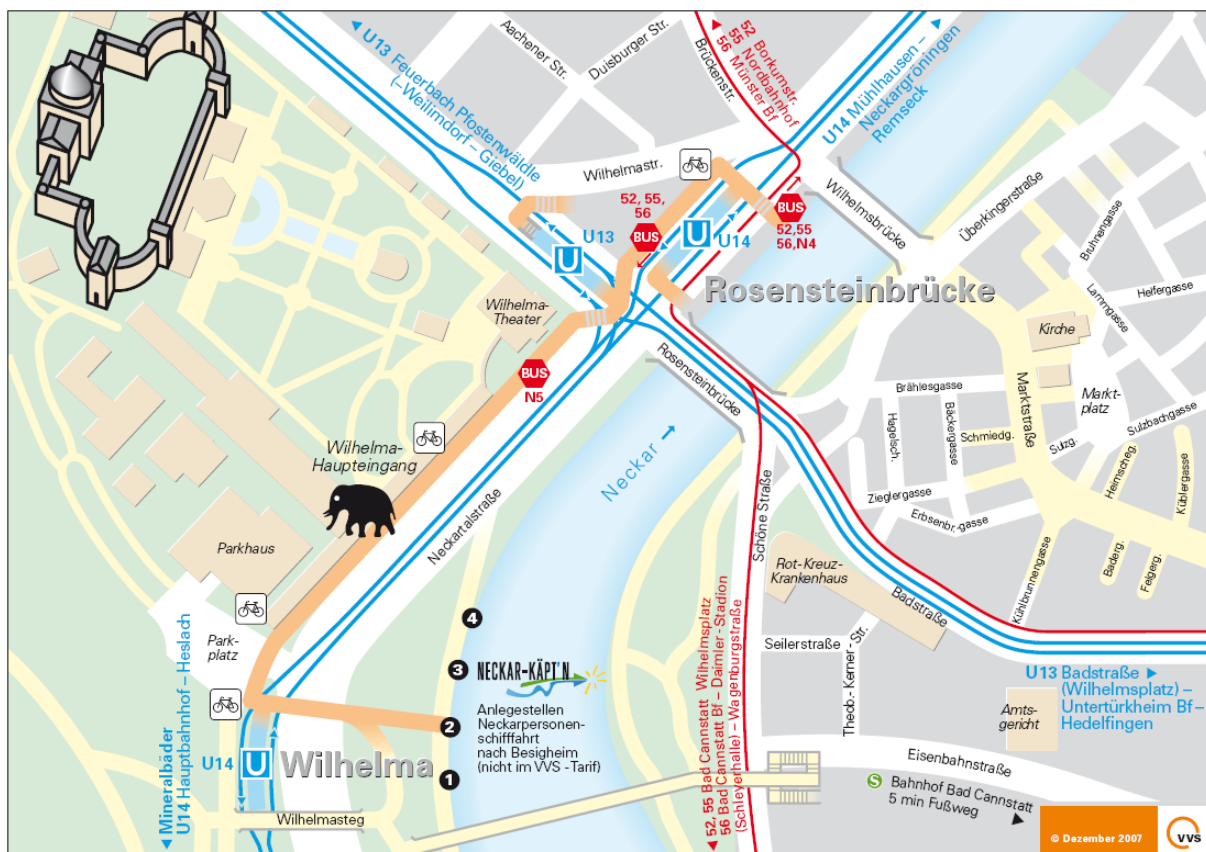 ◄ U13 Feuerbach Pfostenwäldle
(–Weilimdorf – Giebel)
Aachener Str.
Duisburger Str.
Brückenstr.
52 Borkumstr.
55 Nordbahnhof
56 Münster Bf
U14 Mühlhausen –
Neckargröningen
Remseck
Wilhelmastr.
52, 55,
56
BUS
U13
U
U
U14
BUS
52,55
56,N4
Wilhelmsbrücke
Überkingerstraße
Bruhnengasse
Lammgasse
Helfergasse
Rosensteinbrücke
Wilhelma-
Theater
Kirche
BUS
N5
Rosensteinbrücke
Brählesgasse
Marktstraße
Markt-
platz
Hagelsch.
Bäckergasse
Schmiedg.
Sulzg.
Sulzbachgasse
Wilhelma-
Haupteingang
Neckar →
Heimscheg.
Küblergasse
Zieglergasse
Erbsenbr.-gasse
Neckartalstraße
Schöne Straße
Parkhaus
Rot-Kreuz-
Krankenhaus
Baderg.
Felgerg.
Kühlbrunnengasse
Badstraße
Park-
platz
4
3
NECKAR-KÄPT'N
Anlegestellen
Neckarpersonen-
schifffahrt
nach Besigheim
(nicht im VVS -Tarif)
2
1
Seilerstraße
Theob.- Kerner - Str.
U13 Badstraße ►
(Wilhelmsplatz) –
Untertürkheim Bf –
Hedelfingen
Amts-
gericht
◄ Mineralbäder
U14 Hauptbahnhof – Heslach
U14
U
Wilhelma
Wilhelmasteg
◄ 52, 55 Bad Cannstatt Wilhelmsplatz
56 Bad Cannstatt Bf – Daimler - Stadion
(Schleyerhalle) – Wagenburgstraße
Eisenbahnstraße
S
Bahnhof Bad Cannstatt
5 min Fußweg
© Dezember 2007
VVS